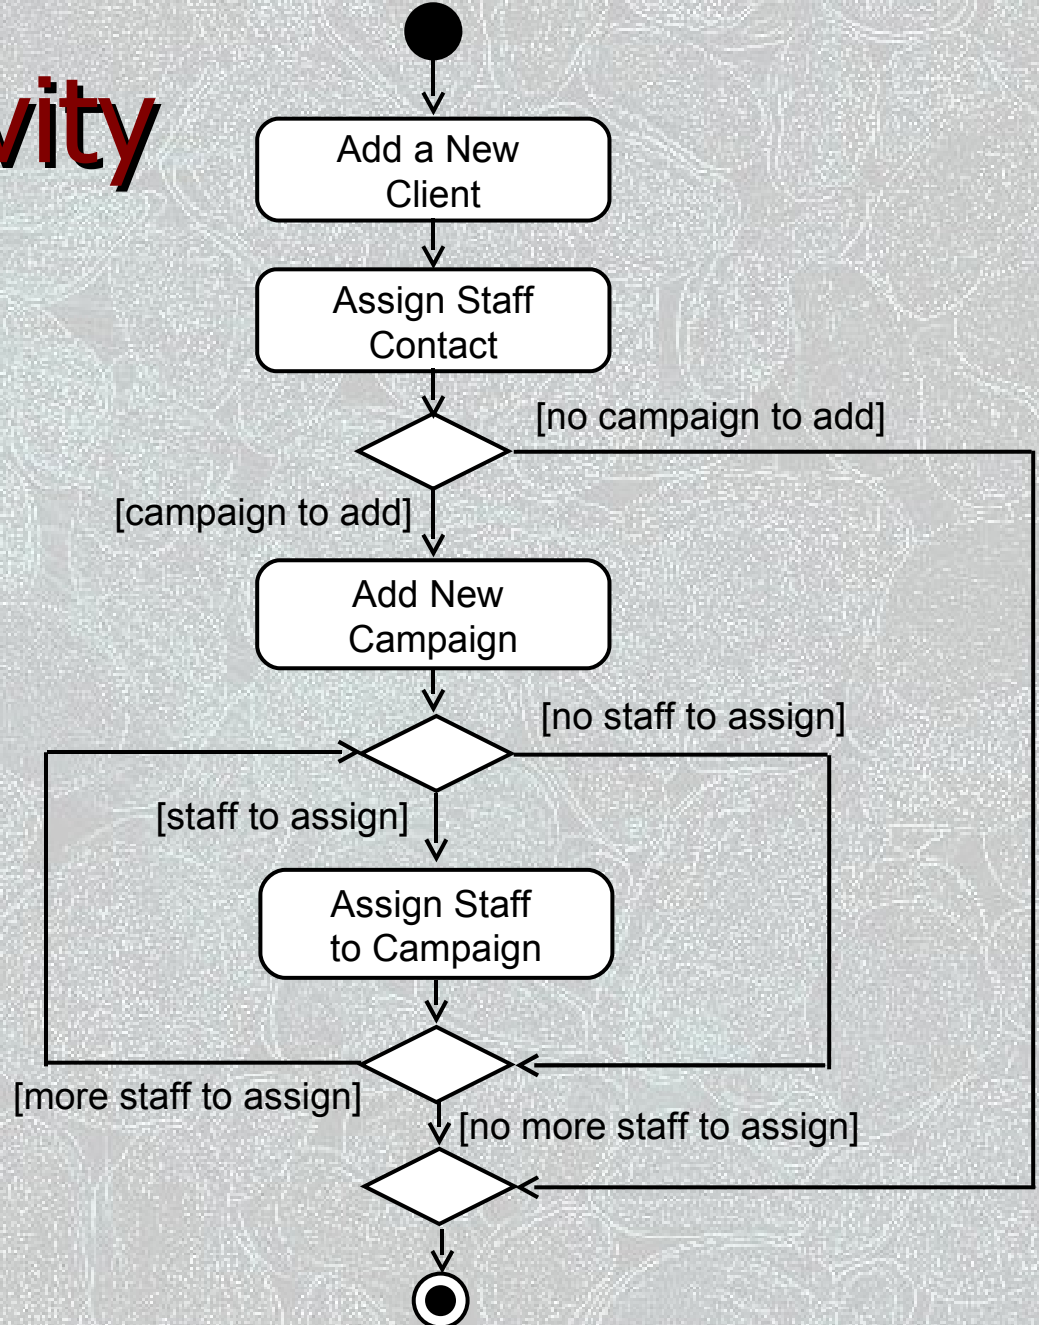 vity
Add a New
Client
Assign Staff
Contact
[no campaign to add]
[campaign to add]
Add New
Campaign
[no staff to assign]
[staff to assign]
Assign Staff
to Campaign
[more staff to assign]
[no more staff to assign]